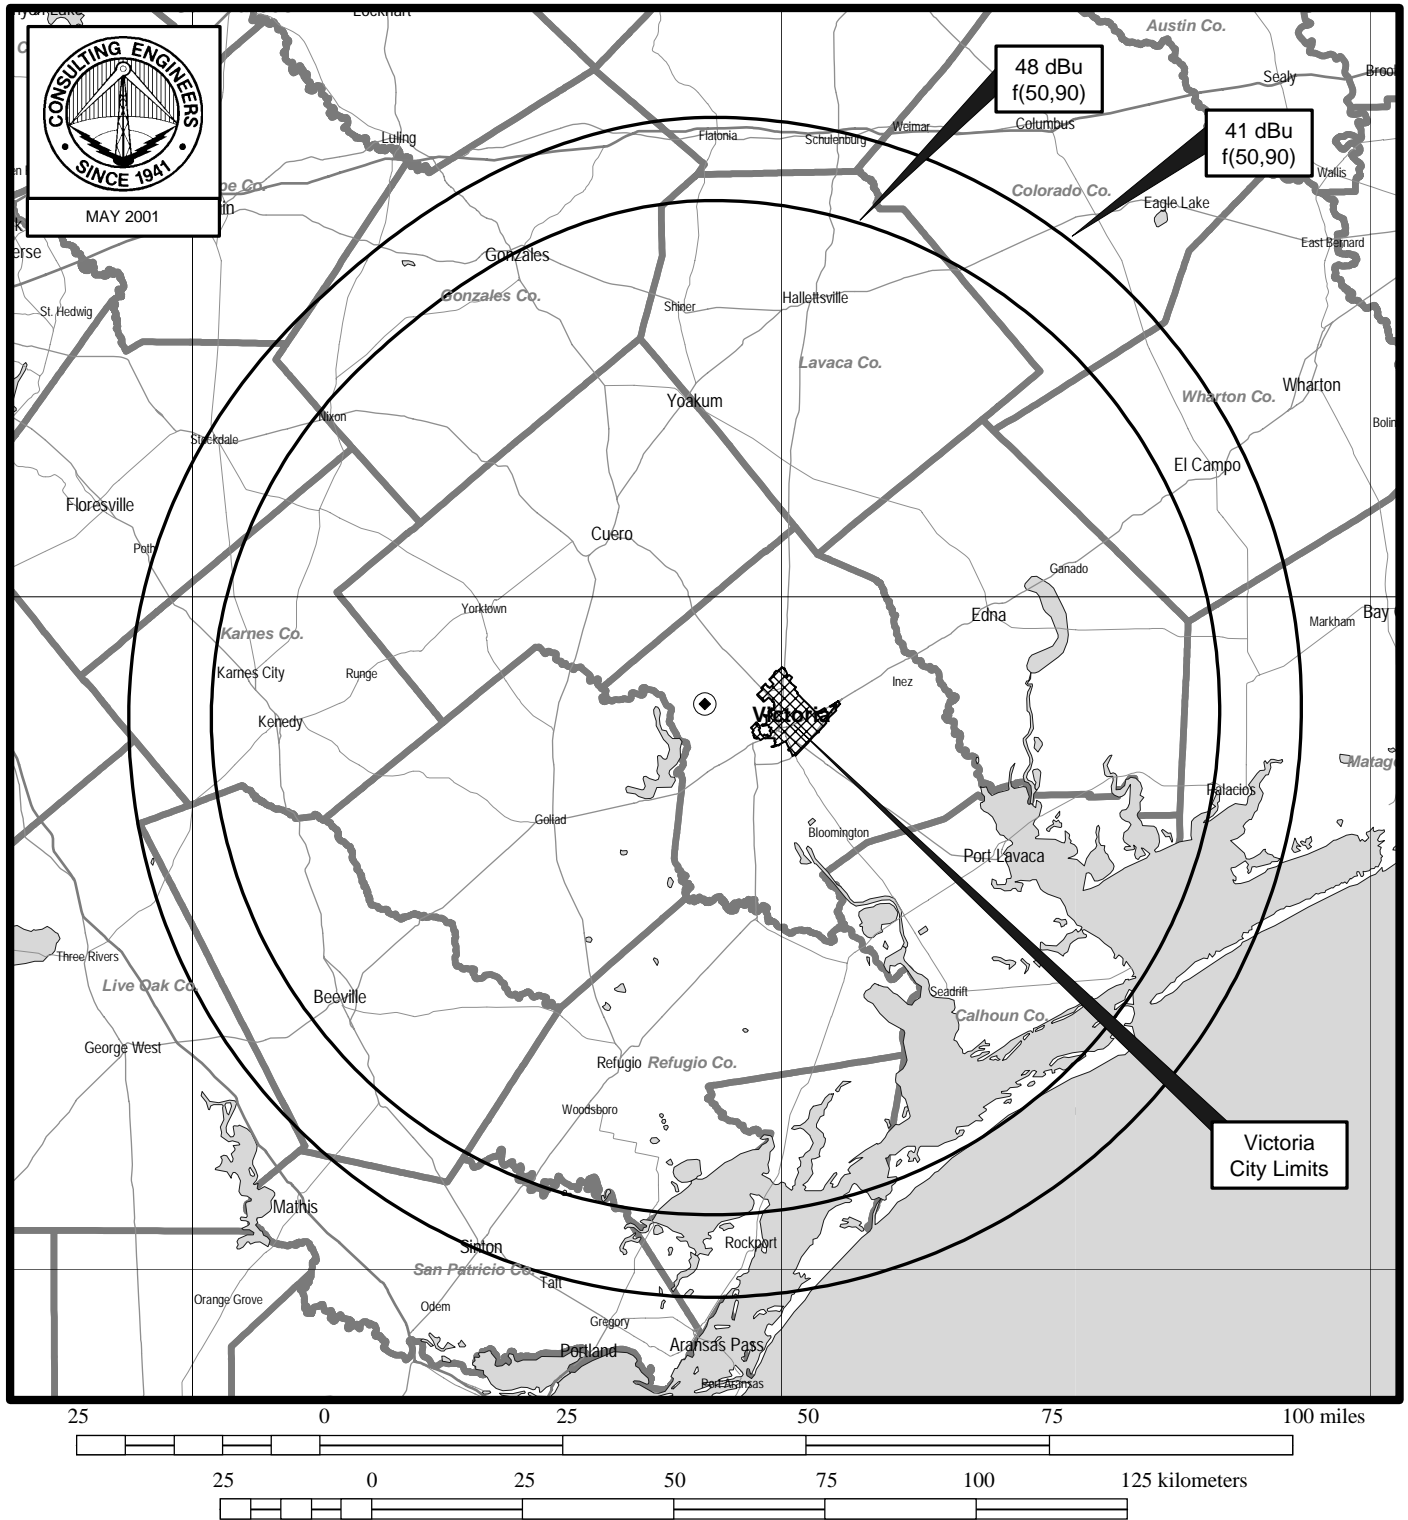 Lockhart
Austin Co.
CONSULTING ENGINEERS
SINCE 1941
MAY 2001
48 dBu
f(50,90)
Sealy
41 dBu
f(50,90)
Luling
Flatonia
Schulenburg
Weimar
Columbus
Wallis
Colorado Co.
Eagle Lake
East Bernard
erse
Gonzales
Gonzales Co.
St. Hedwig
Shiner
Hallettsville
Lavaca Co.
Wharton
Wharton Co.
Yoakum
Nixon
Stockdale
El Campo
Floresville
Cuero
Poth
Ganado
Yorktown
Edna
Bay
Markham
Karnes Co.
Karnes City
Runge
Inez
Kenedy
Victoria
Matag
Palacios
Goliad
Bloomington
Port Lavaca
Three Rivers
Live Oak Co.
Beeville
Seadrift
Calhoun Co.
George West
Refugio
Refugio Co.
Woodsboro
Victoria
City Limits
Mathis
Sinton
Rockport
San Patricio Co.
Taft
Orange Grove
Odem
Gregory
Portland
Aransas Pass
Port Aransas
25 0 25 50 75 100 miles
25 0 25 50 75 100 125 kilometers